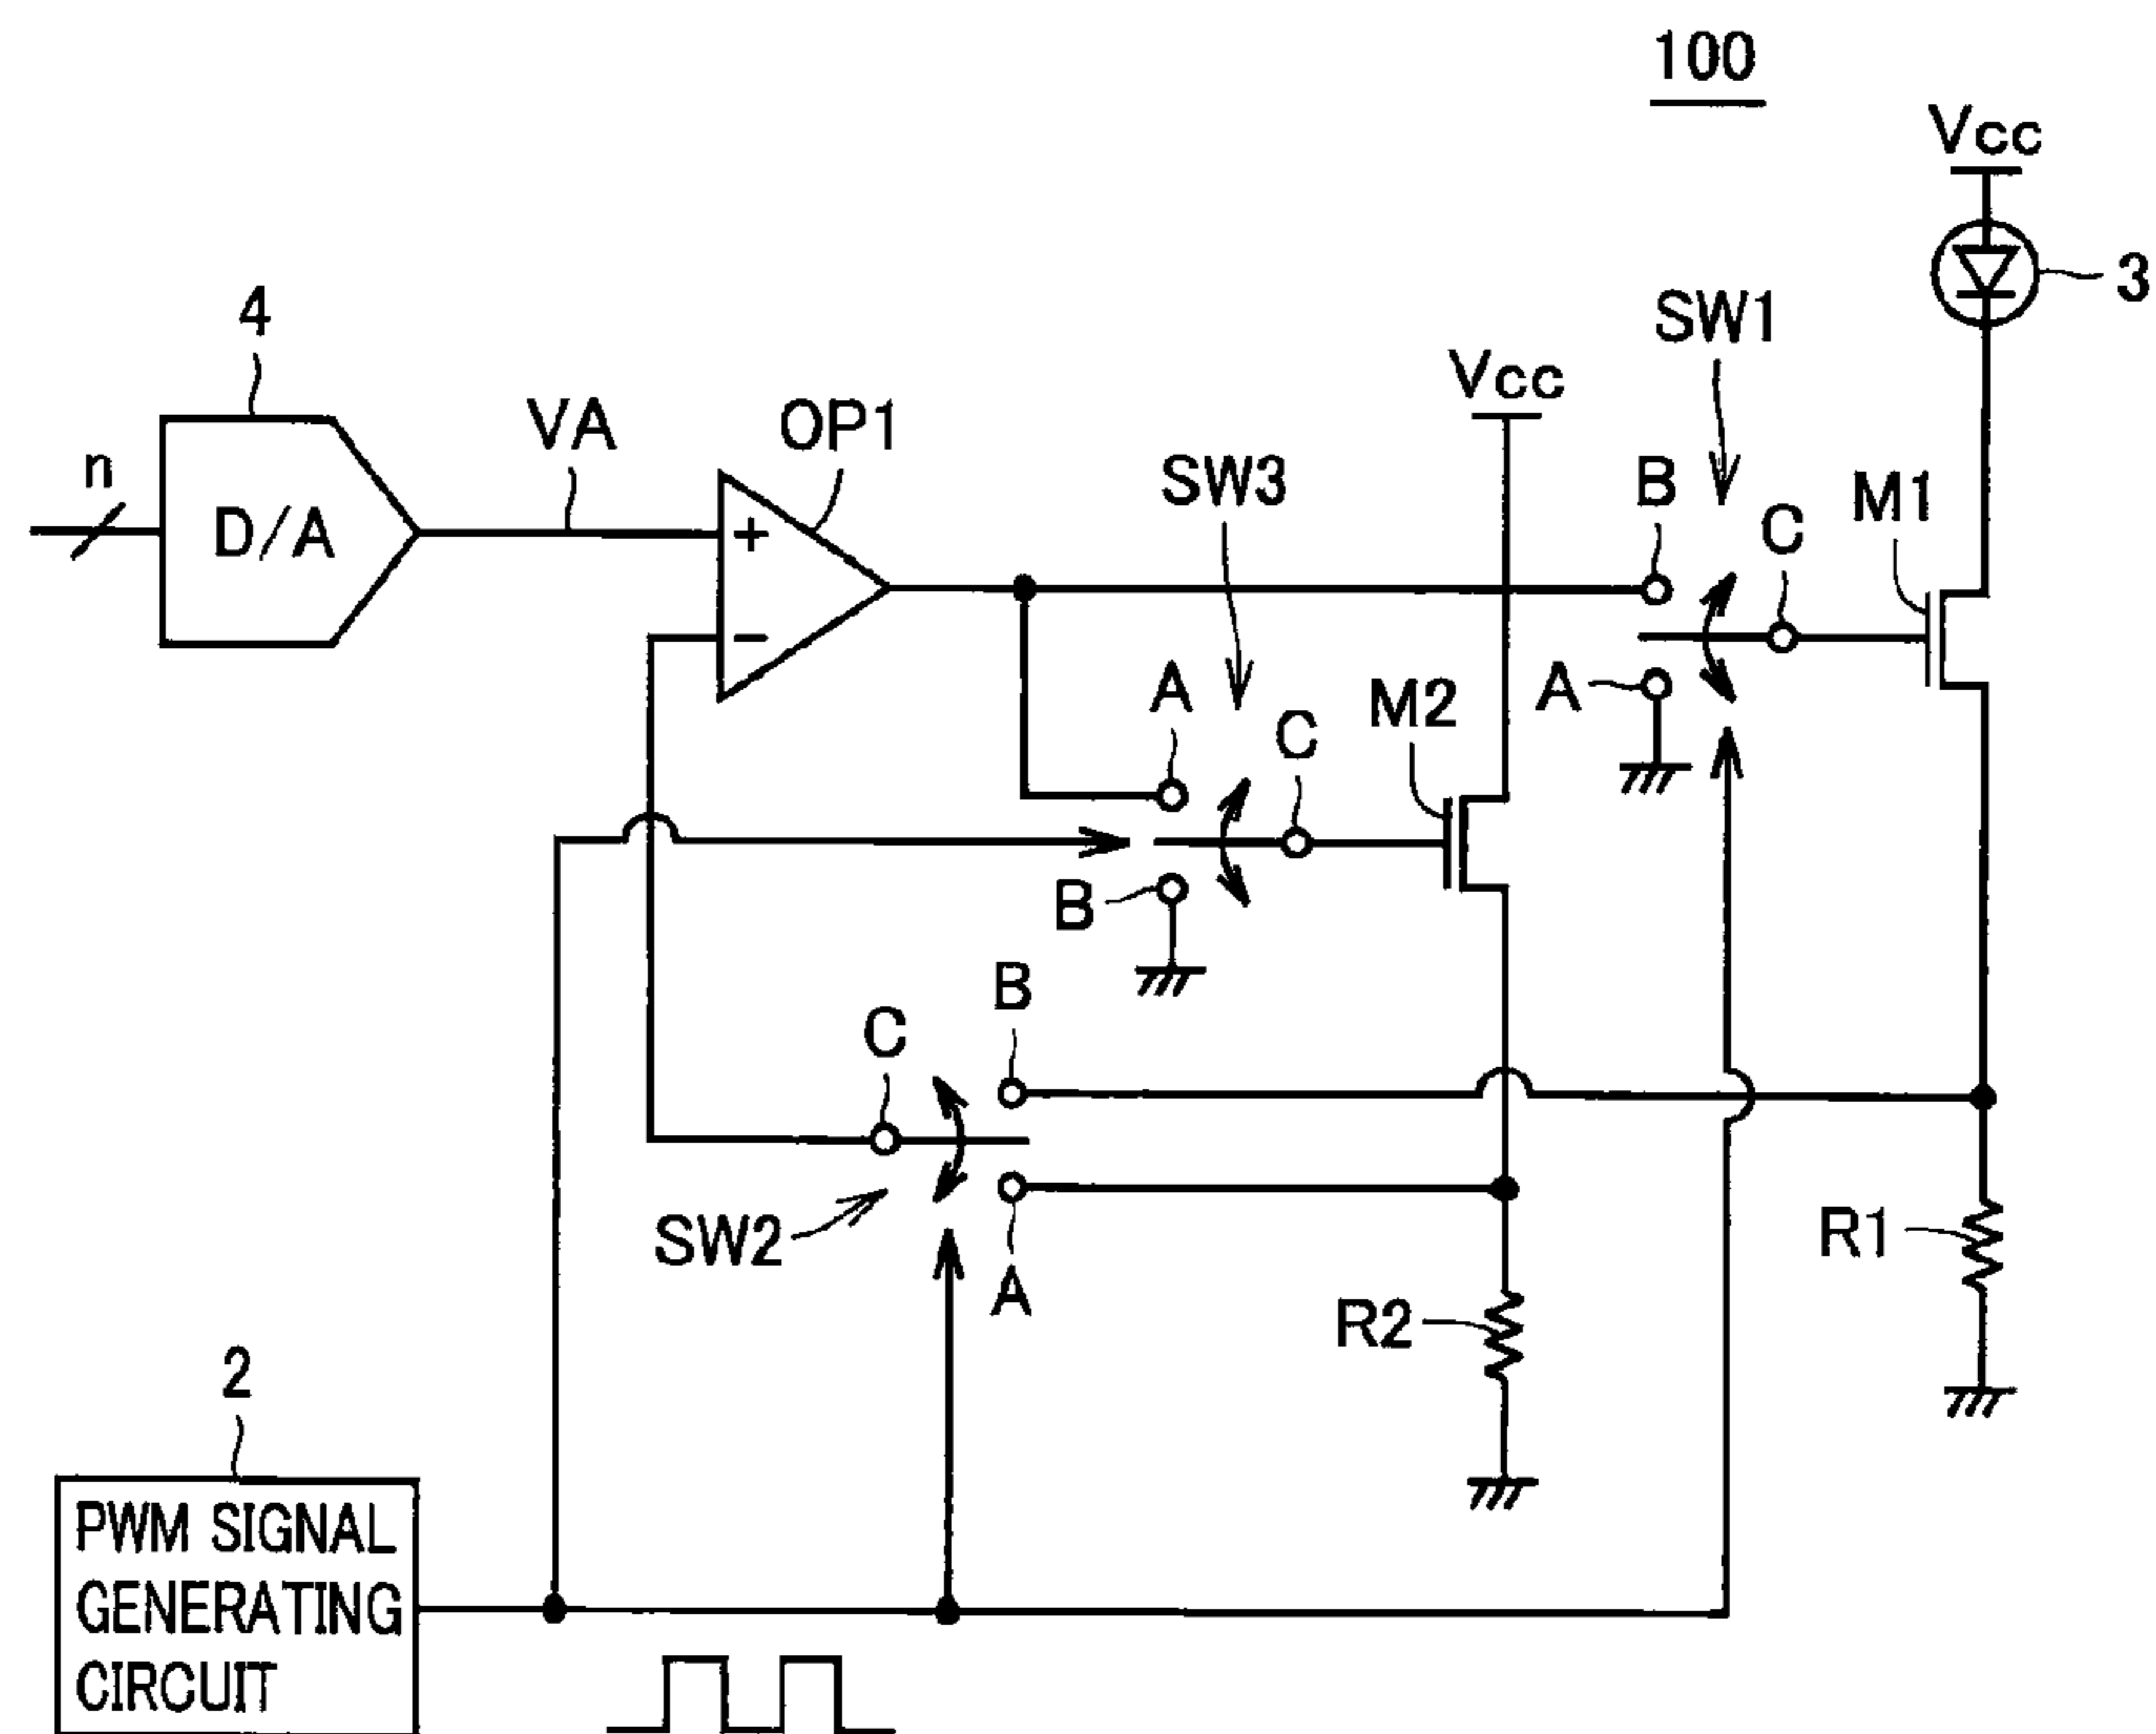 100
Vcc
3
SW1
4
Vcc
VA
OP1
n
SW3
B
M1
C
D/A
+
−
A
M2
A
C
B
B
C
SW2
A
R1
R2
2
PWM SIGNAL
GENERATING
CIRCUIT